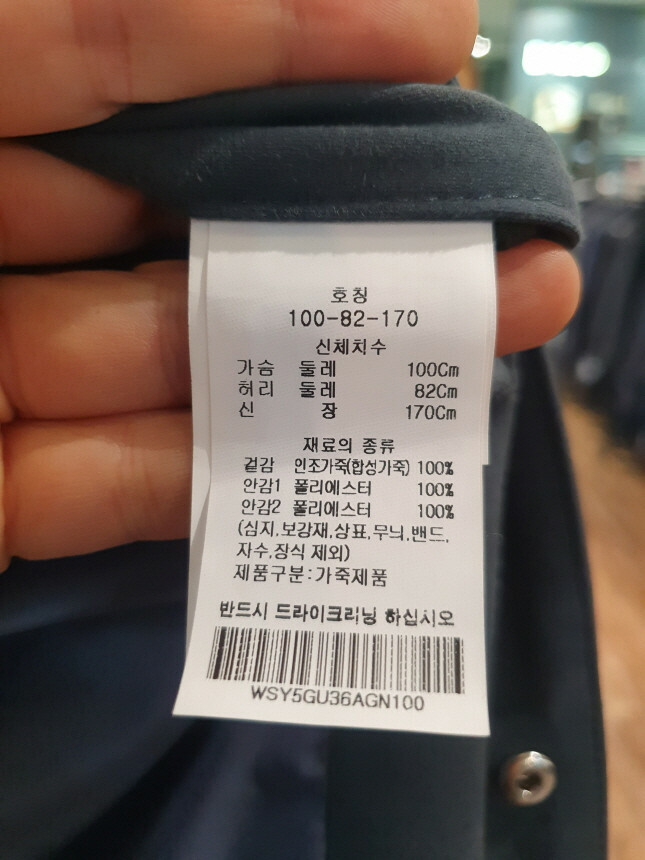 호칭
100-82-170
신체치수
가슴 둘레 100Cm
허리 둘레 82Cm
신 장 170Cm
재료의 종류
겉감 인조가죽(합성가죽) 100%
안감1 폴리에스터 100%
안감2 폴리에스터 100%
(심지,보강재,상표,무늬,밴드,
자수,장식 제외)
제품구분:가죽제품
반드시 드라이크리닝 하십시오
WSY5GU36AGN100